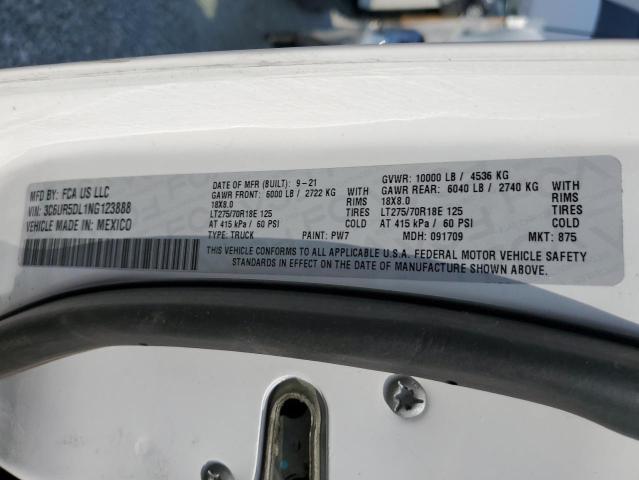 MFD BY: FCA US LLC
VIN: 3C6UR5DL1NG123888
VEHICLE MADE IN: MEXICO
DATE OF MFR (BUILT): 9-21
GAWR FRONT: 6000 LB / 2722 KG
18X8.0 RIMS
LT275/70R18E 125 TIRES
AT 415 kPa / 60 PSI COLD
TYPE: TRUCK PAINT: PW7
GVWR: 10000 LB / 4536 KG
GAWR REAR: 6040 LB / 2740 KG
18X8.0 RIMS
LT275/70R18E 125 TIRES
AT 415 kPa / 60 PSI COLD
MDH: 091709 MKT: 875
THIS VEHICLE CONFORMS TO ALL APPLICABLE U.S.A. FEDERAL MOTOR VEHICLE SAFETY
STANDARDS IN EFFECT ON THE DATE OF MANUFACTURE SHOWN ABOVE.